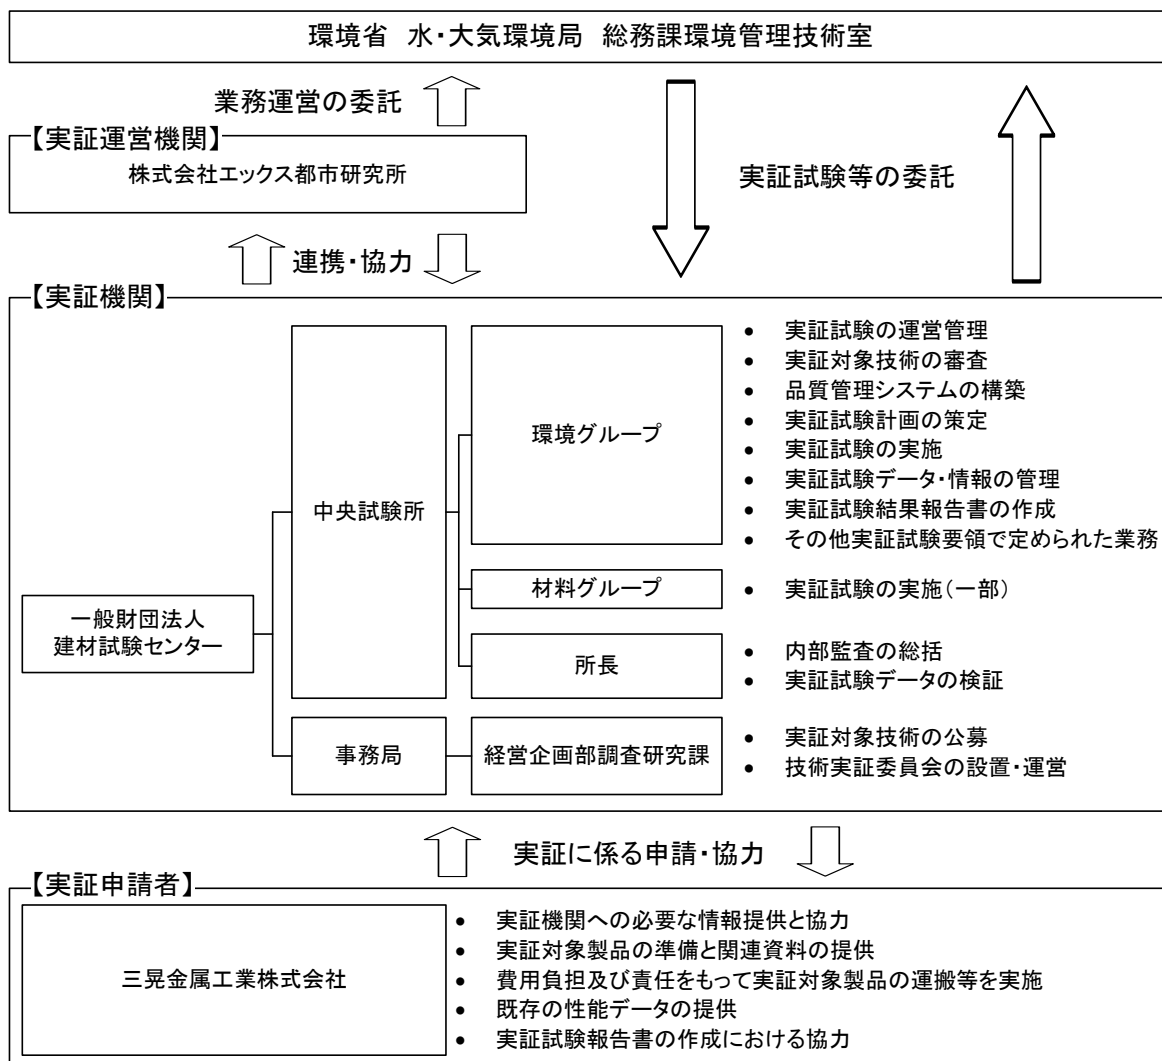 環境省 水・大気環境局 総務課環境管理技術室
業務運営の委託
【実証運営機関】
株式会社エックス都市研究所
実証試験等の委託
連携・協力
【実証機関】
一般財団法人
建材試験センター
中央試験所
環境グループ
• 実証試験の運営管理
• 実証対象技術の審査
• 品質管理システムの構築
• 実証試験計画の策定
• 実証試験の実施
• 実証試験データ・情報の管理
• 実証試験結果報告書の作成
• その他実証試験要領で定められた業務
材料グループ
• 実証試験の実施(一部)
所長
• 内部監査の総括
• 実証試験データの検証
事務局
経営企画部調査研究課
• 実証対象技術の公募
• 技術実証委員会の設置・運営
実証に係る申請・協力
【実証申請者】
三晃金属工業株式会社
• 実証機関への必要な情報提供と協力
• 実証対象製品の準備と関連資料の提供
• 費用負担及び責任をもって実証対象製品の運搬等を実施
• 既存の性能データの提供
• 実証試験報告書の作成における協力